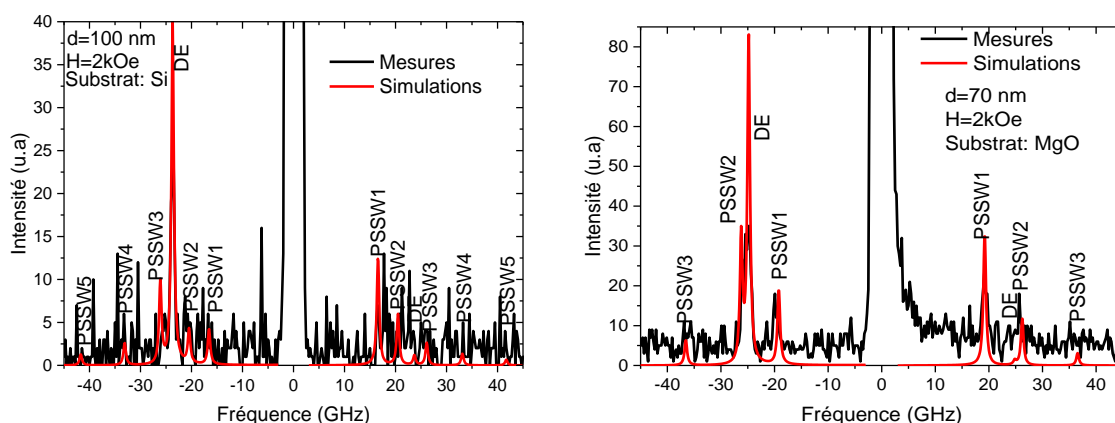 d=100 nm
H=2kOe
Substrat: Si
DE
Mesures
Simulations
PSSW5
PSSW4
PSSW3
PSSW2
PSSW1
PSSW1
PSSW2
DE
PSSW3
PSSW4
PSSW5
40
35
30
25
20
15
10
5
0
-40 -30 -20 -10 0 10 20 30 40
Intensité (u.a)
Fréquence (GHz)
Mesures
Simulations
d=70 nm
H=2kOe
Substrat: MgO
PSSW3
PSSW2
DE
PSSW1
PSSW1
DE
PSSW2
PSSW3
80
70
60
50
40
30
20
10
0
-40 -30 -20 -10 0 10 20 30 40
Intensité (u.a)
Fréquence (GHz)